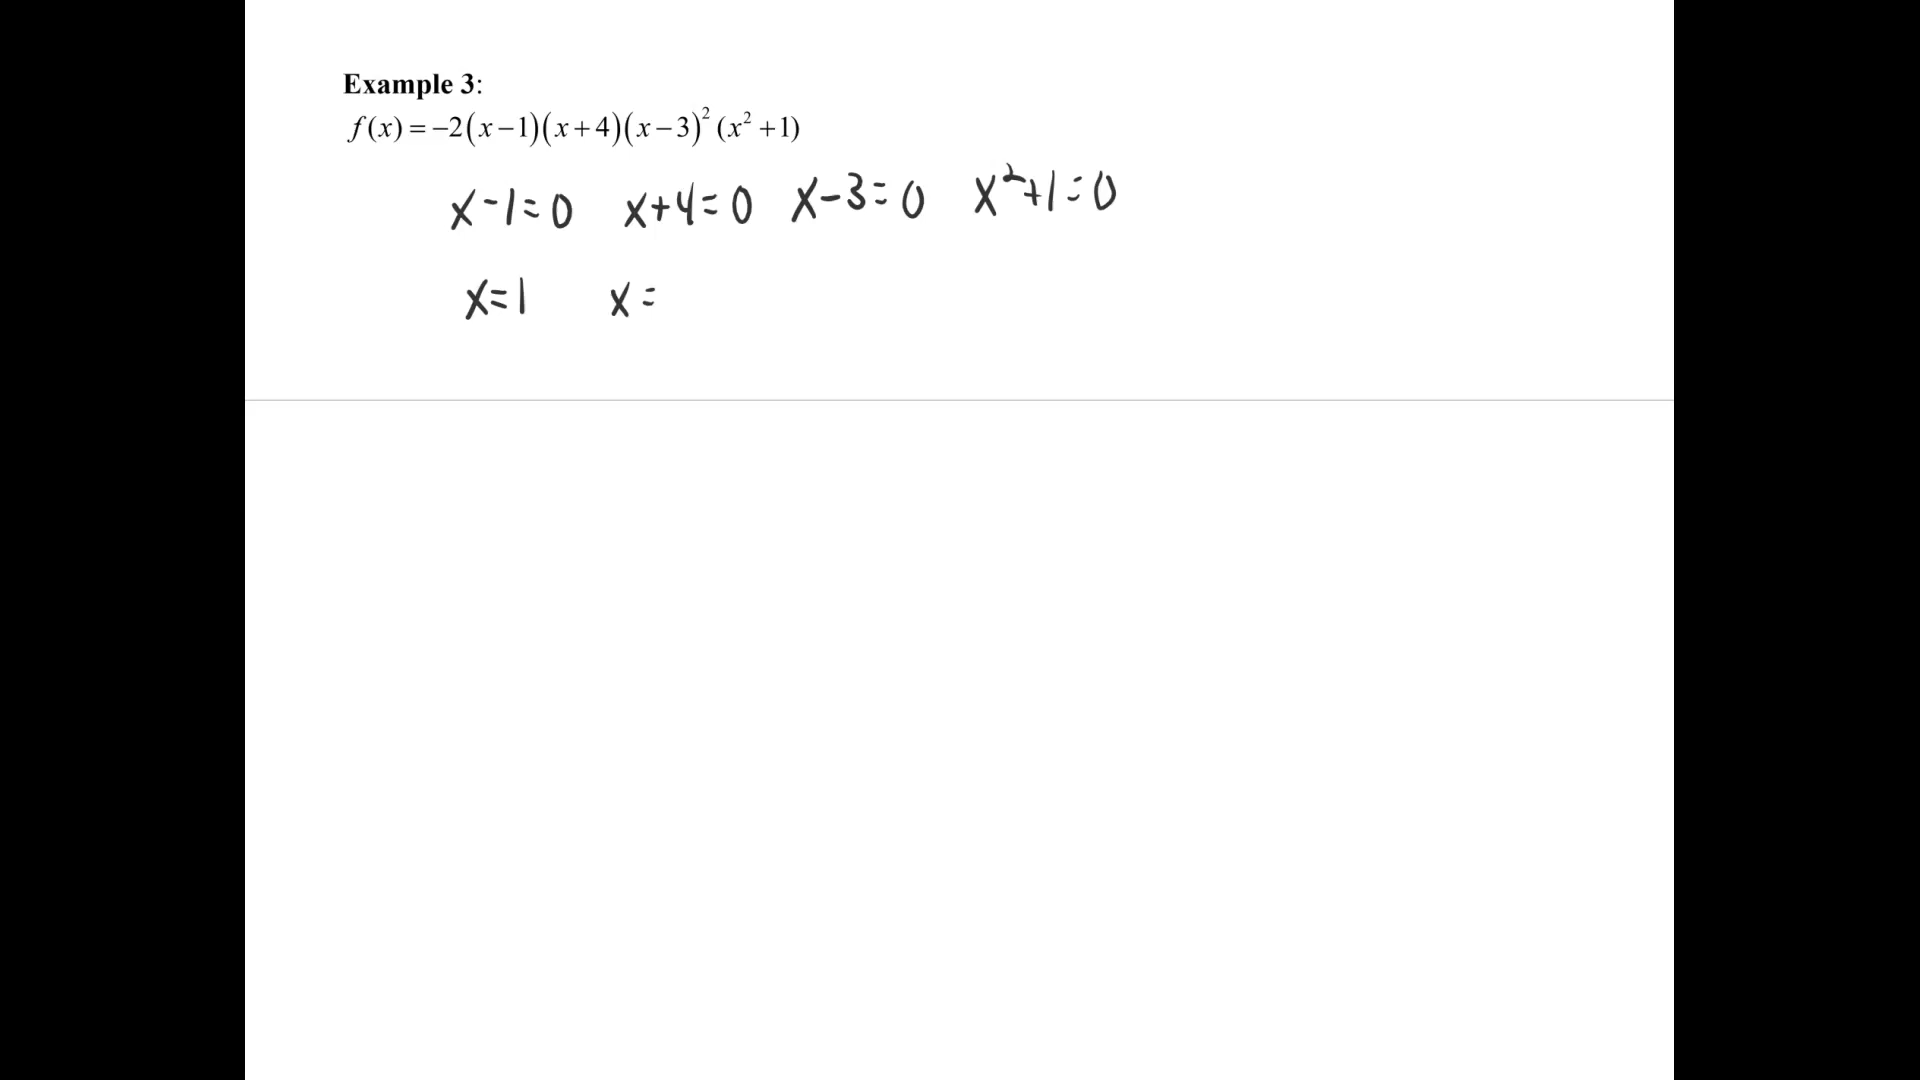 Example 3:
f(x) = −2(x−1)(x+4)(x−3)² (x² +1)
x-1=0 x+4=0 x-3=0 x²+1=0
x=1 x=